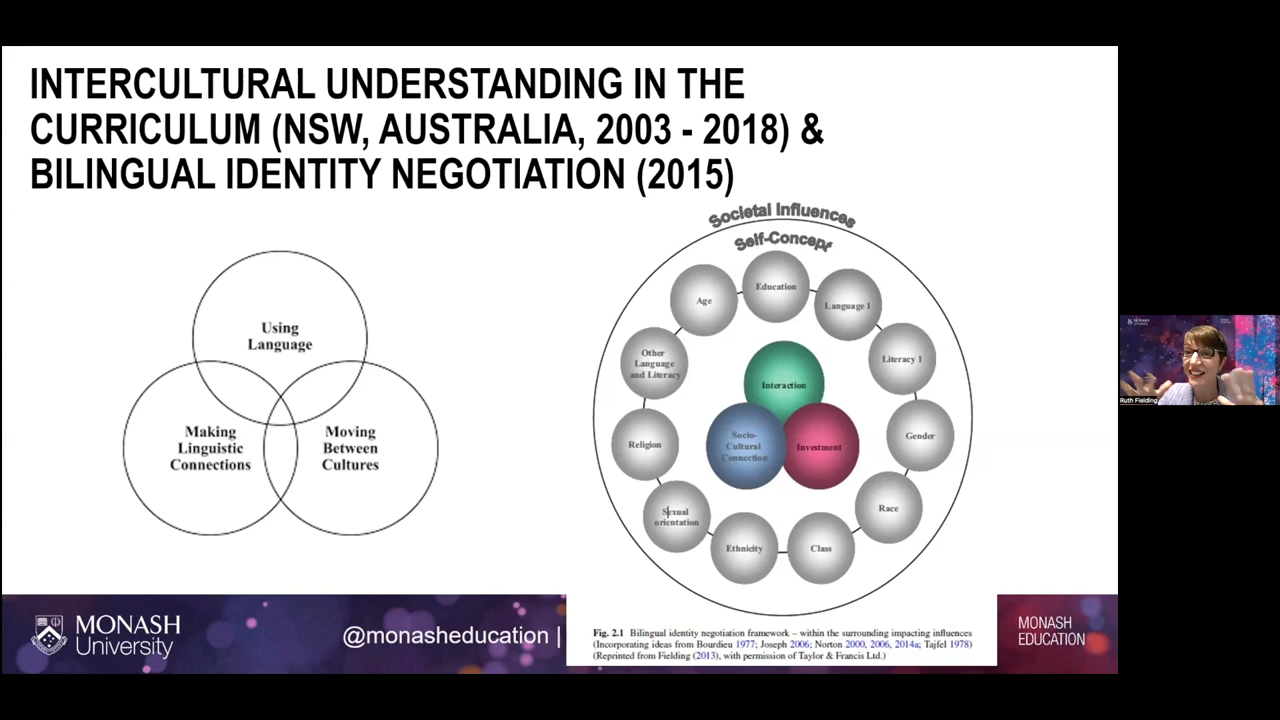 INTERCULTURAL UNDERSTANDING IN THE
CURRICULUM (NSW, AUSTRALIA, 2003 - 2018) &
BILINGUAL IDENTITY NEGOTIATION (2015)
Using
Language
Making
Linguistic
Connections
Moving
Between
Cultures
Societal Influences
Self-Concept
Education
Age
Language 1
Other
Language
and Literacy
Literacy 1
Interaction
Religion
Socio-
Cultural
Connection
Investment
Gender
Sexual
orientation
Race
Ethnicity
Class
Fig. 2.1 Bilingual identity negotiation framework – within the surrounding impacting influences
(Incorporating ideas from Bourdieu 1977; Joseph 2006; Norton 2000, 2006, 2014a; Tajfel 1978)
(Reprinted from Fielding (2013), with permission of Taylor & Francis Ltd.)
MONASH
University
@monasheducation |
MONASH
EDUCATION
Ruth Fielding